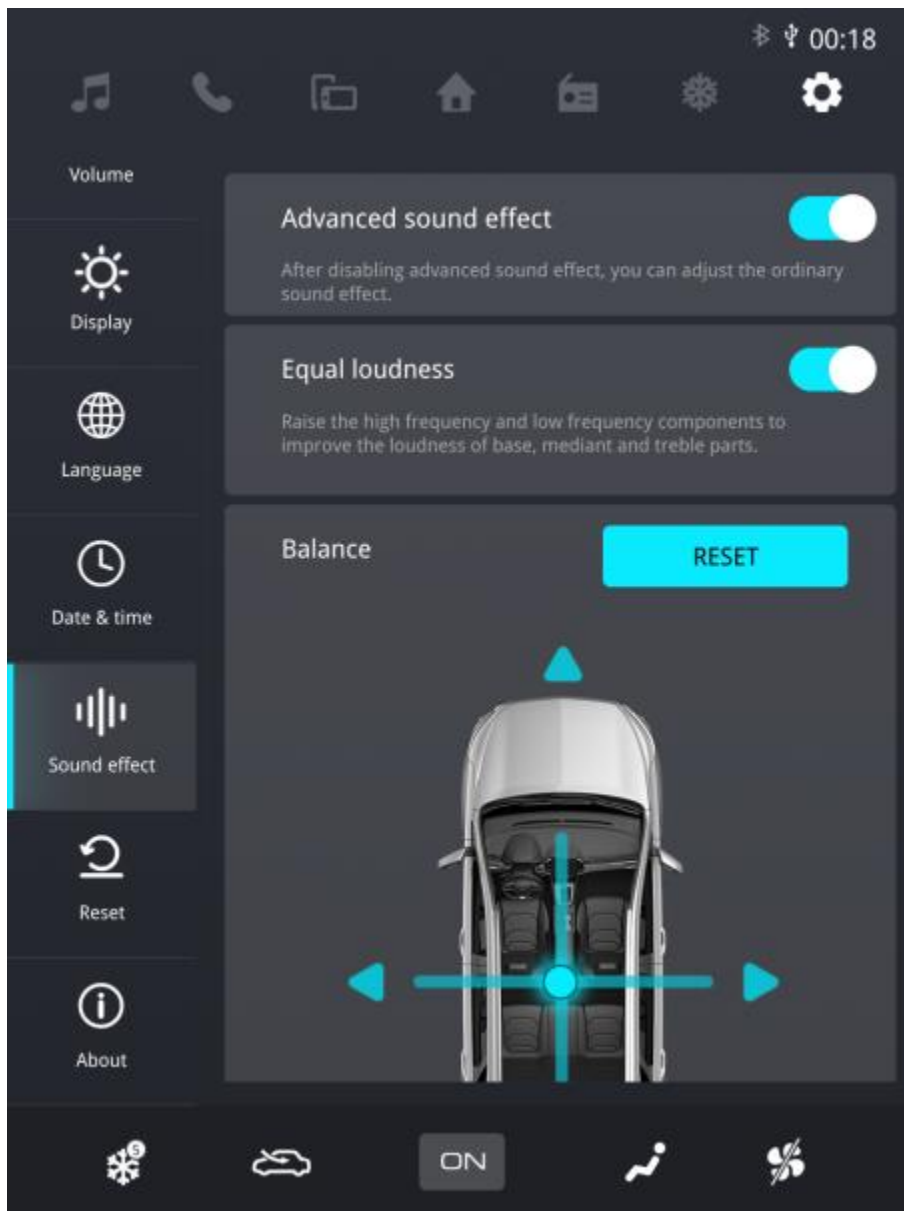 00:18
Volume
Display
Language
Date & time
Sound effect
Reset
About
Advanced sound effect
After disabling advanced sound effect, you can adjust the ordinary
sound effect.
Equal loudness
Raise the high frequency and low frequency components to
improve the loudness of base, mediant and treble parts.
Balance
RESET
S
ON